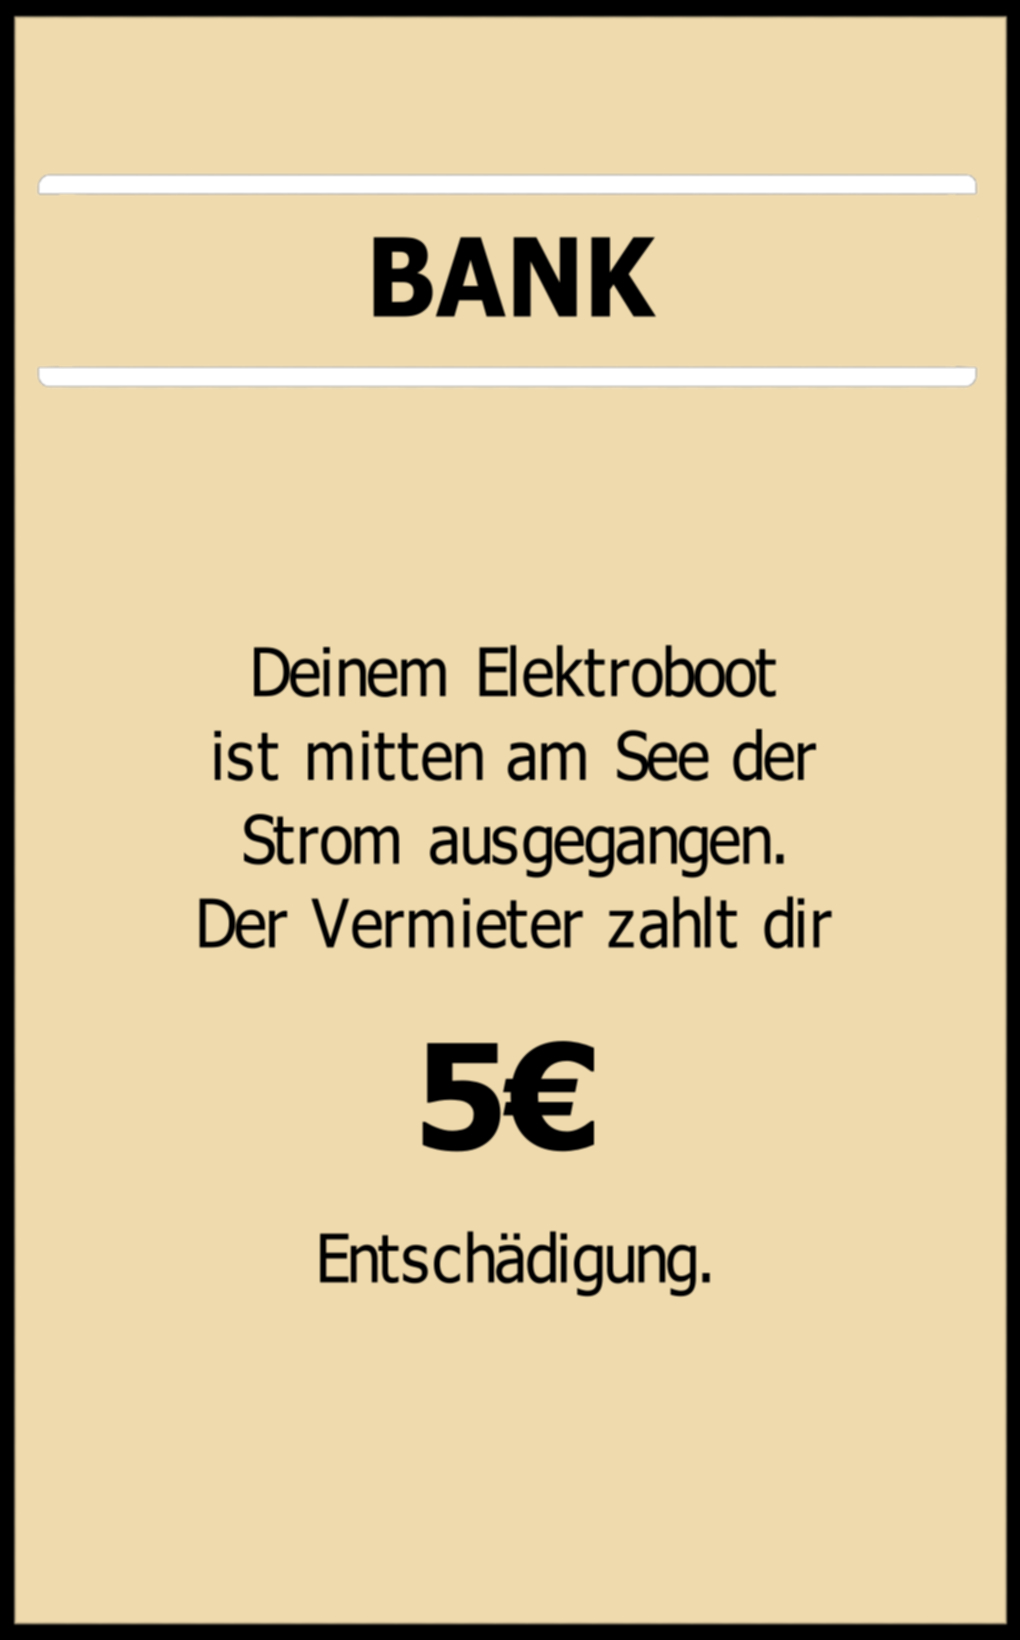 BANK
Deinem Elektroboot
ist mitten am See der
Strom ausgegangen.
Der Vermieter zahlt dir
5€
Entschädigung.